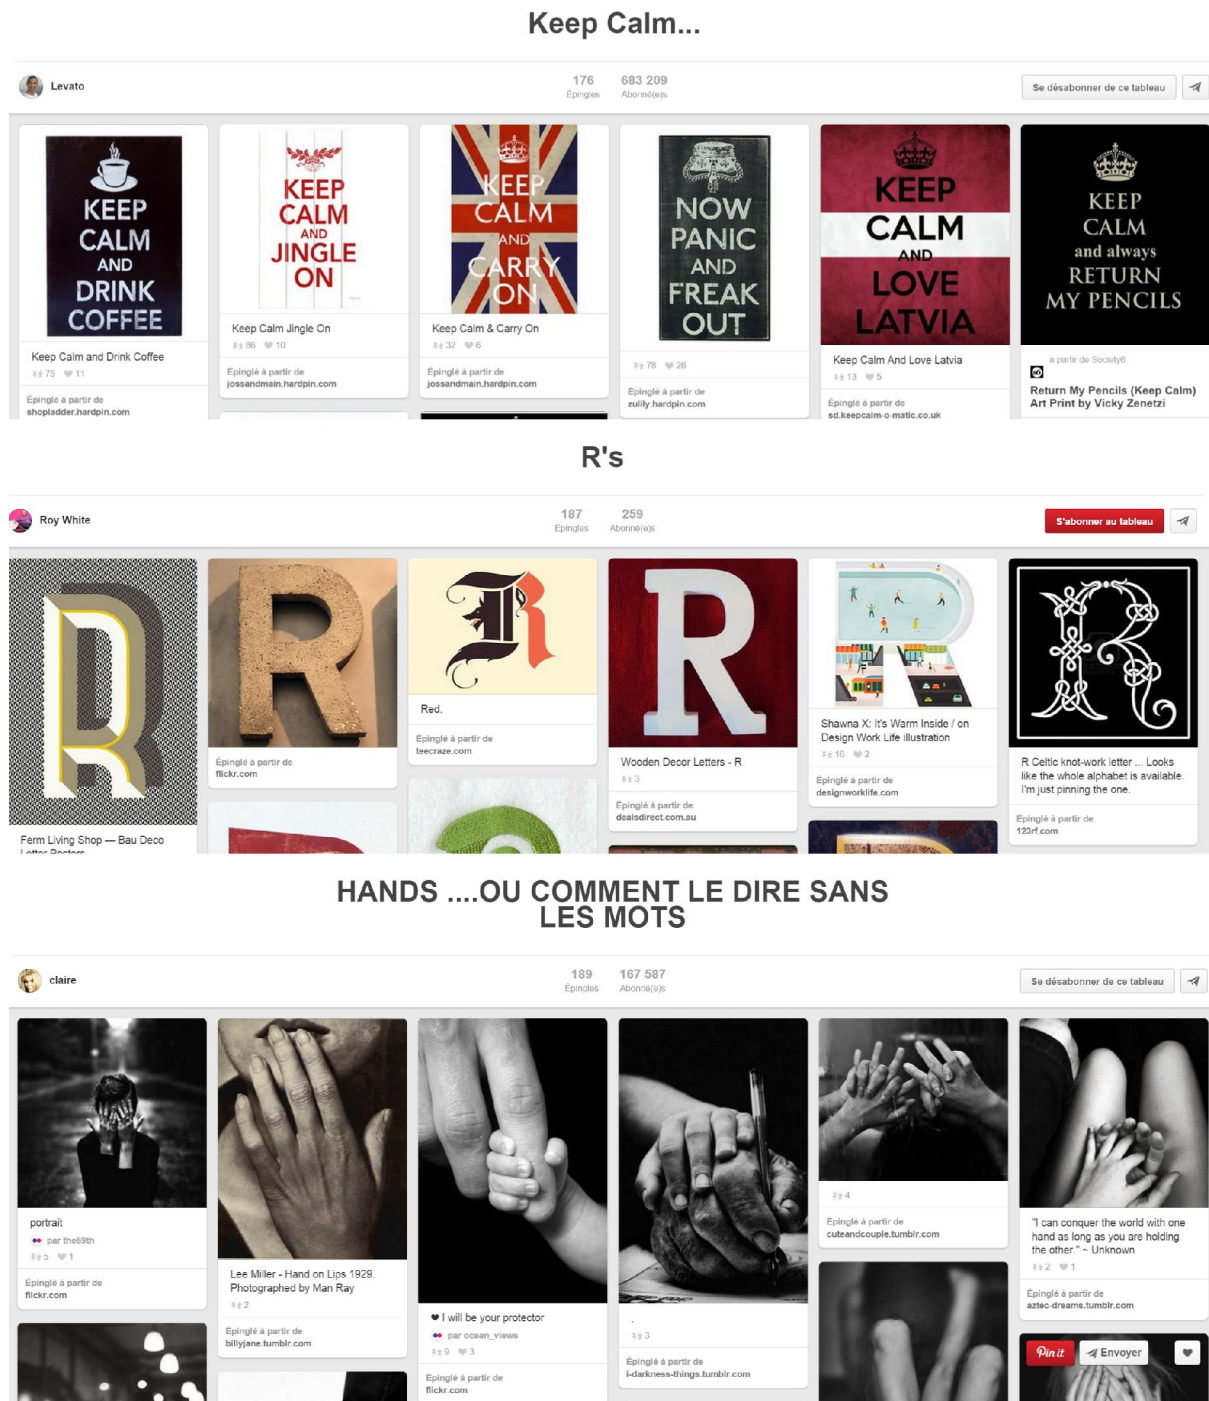 Keep Calm...
Levato
176
683 209
Épingles
Abonné(e)s
Se désabonner de ce tableau
KEEP
CALM
AND
DRINK
COFFEE
Keep Calm and Drink Coffee
75
11
Épinglé à partir de
shopladder.hardpin.com
KEEP
CALM
AND
JINGLE
ON
Keep Calm Jingle On
86
10
Épinglé à partir de
jossandmain.hardpin.com
KEEP
CALM
AND
CARRY
ON
Keep Calm & Carry On
32
6
Épinglé à partir de
jossandmain.hardpin.com
NOW
PANIC
AND
FREAK
OUT
78
26
Épinglé à partir de
zulily.hardpin.com
KEEP
CALM
AND
LOVE
LATVIA
Keep Calm And Love Latvia
13
5
Épinglé à partir de
sd.keepcalm-o-matic.co.uk
KEEP
CALM
and always
RETURN
MY PENCILS
à partir de Society6
Return My Pencils (Keep Calm)
Art Print by Vicky Zenetzi
R's
Roy White
187
259
Épingles
Abonné(e)s
S'abonner au tableau
R
Ferm Living Shop — Bau Deco
Letter Posters
R
Épinglé à partir de
flickr.com
R
Red.
Épinglé à partir de
teecraze.com
R
Wooden Decor Letters - R
3
Épinglé à partir de
dealsdirect.com.au
R
Shawna X: It's Warm Inside / on
Design Work Life illustration
16
2
Épinglé à partir de
designworklife.com
R
R Celtic knot-work letter ... Looks
like the whole alphabet is available.
I'm just pinning the one.
Épinglé à partir de
123rf.com
HANDS ....OU COMMENT LE DIRE SANS
LES MOTS
claire
189
167 587
Épingles
Abonné(e)s
Se désabonner de ce tableau
portrait
par the69th
5
1
Épinglé à partir de
flickr.com
Lee Miller - Hand on Lips 1929.
Photographed by Man Ray
2
Épinglé à partir de
billyjane.tumblr.com
I will be your protector
par ocean_views
9
3
Épinglé à partir de
flickr.com
.
3
Épinglé à partir de
i-darkness-things.tumblr.com
4
Épinglé à partir de
cuteandcouple.tumblr.com
"I can conquer the world with one
hand as long as you are holding
the other." ~ Unknown
2
1
Épinglé à partir de
aztec-dreams.tumblr.com
Pin it
Envoyer